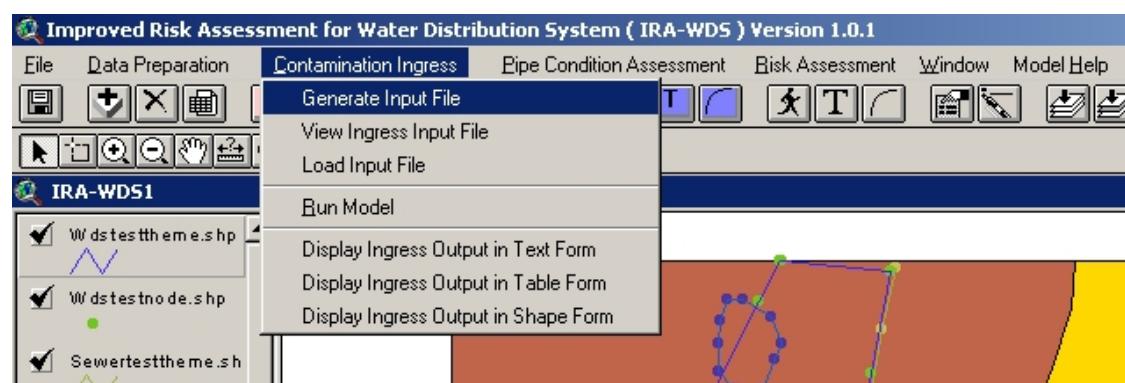 Improved Risk Assessment for Water Distribution System ( IRA-WDS ) Version 1.0.1
File Data Preparation Contamination Ingress Pipe Condition Assessment Risk Assessment Window Model Help
Generate Input File
T T
View Ingress Input File
Load Input File
IRA-WDS1
Run Model
Wdstesttheme.shp
Display Ingress Output in Text Form
Display Ingress Output in Table Form
Wdstestnode.shp
Display Ingress Output in Shape Form
Sewertesttheme.sh